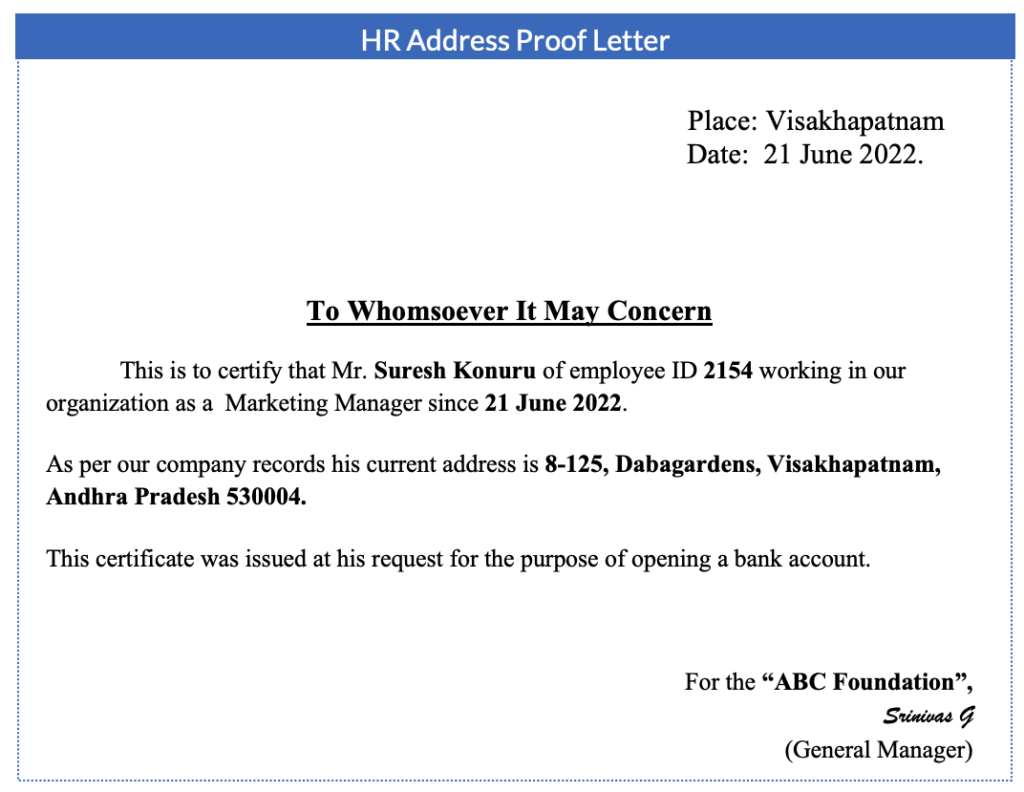 HR Address Proof Letter
Place: Visakhapatnam
Date:  21 June 2022.
To Whomsoever It May Concern
This is to certify that Mr. Suresh Konuru of employee ID 2154 working in our
organization as a  Marketing Manager since 21 June 2022.
As per our company records his current address is 8-125, Dabagardens, Visakhapatnam,
Andhra Pradesh 530004.
This certificate was issued at his request for the purpose of opening a bank account.
For the “ABC Foundation”,
Srinivas G
(General Manager)